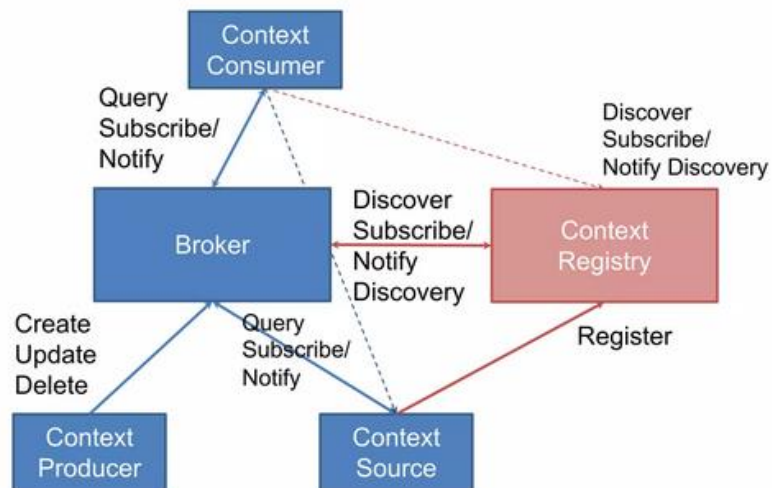 Context
Consumer
Query
Subscribe/
Notify
Discover
Subscribe/
Notify Discovery
Broker
Discover
Subscribe/
Notify
Discovery
Context
Registry
Create
Update
Delete
Query
Subscribe/
Notify
Register
Context
Producer
Context
Source